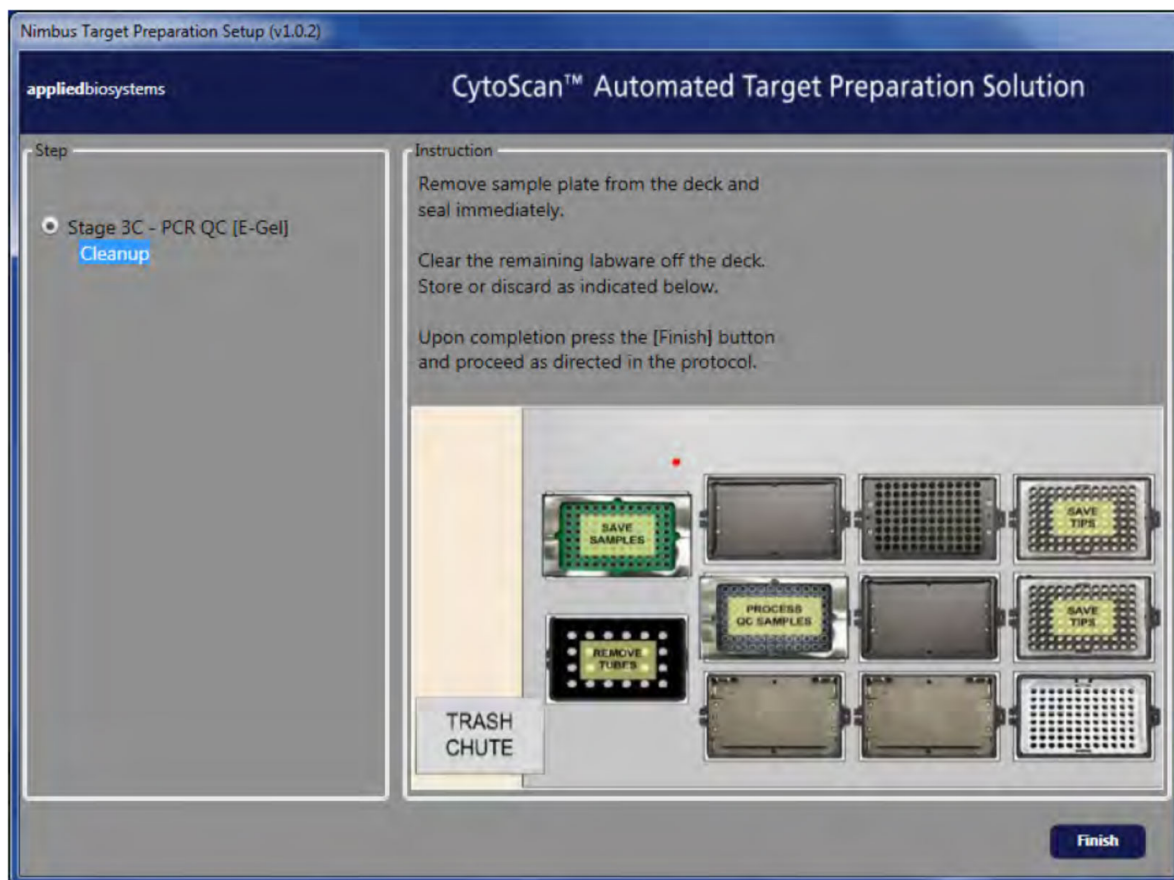 Nimbus Target Preparation Setup (v1.0.2)
appliedbiosystems
CytoScan™ Automated Target Preparation Solution
Step
Stage 3C - PCR QC [E-Gel]
Cleanup
Instruction
Remove sample plate from the deck and
seal immediately.
Clear the remaining labware off the deck.
Store or discard as indicated below.
Upon completion press the [Finish] button
and proceed as directed in the protocol.
SAVE
SAMPLES
SAVE
TIPS
PROCESS
QC SAMPLES
SAVE
TIPS
REMOVE
TUBES
TRASH
CHUTE
Finish